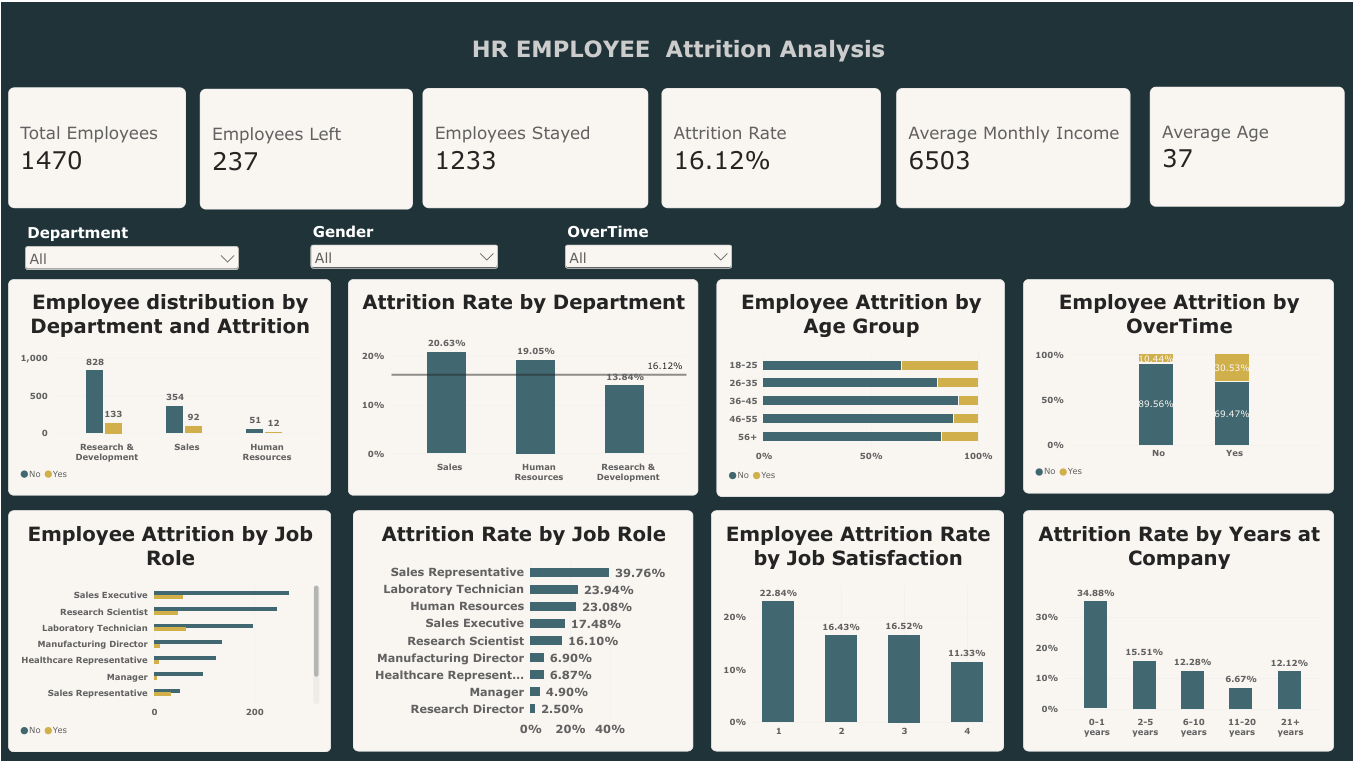 HR EMPLOYEE  Attrition Analysis
Total Employees
1470
Employees Left
237
Employees Stayed
1233
Attrition Rate
16.12%
Average Monthly Income
6503
Average Age
37
Department
All
Gender
All
OverTime
All
Employee distribution by
Department and Attrition
1,000
500
0
828
133
354
92
51
12
Research &
Development
Sales
Human
Resources
No
Yes
Attrition Rate by Department
20%
10%
0%
20.63%
19.05%
13.84%
16.12%
Sales
Human
Resources
Research &
Development
Employee Attrition by
Age Group
18-25
26-35
36-45
46-55
56+
0%
50%
100%
No
Yes
Employee Attrition by
OverTime
100%
50%
0%
10.44%
89.56%
30.53%
69.47%
No
Yes
No
Yes
Employee Attrition by Job
Role
Sales Executive
Research Scientist
Laboratory Technician
Manufacturing Director
Healthcare Representative
Manager
Sales Representative
0
200
No
Yes
Attrition Rate by Job Role
Sales Representative 39.76%
Laboratory Technician 23.94%
Human Resources 23.08%
Sales Executive 17.48%
Research Scientist 16.10%
Manufacturing Director 6.90%
Healthcare Represent... 6.87%
Manager 4.90%
Research Director 2.50%
0% 20% 40%
Employee Attrition Rate
by Job Satisfaction
20%
10%
0%
22.84%
16.43%
16.52%
11.33%
1
2
3
4
Attrition Rate by Years at
Company
30%
20%
10%
0%
34.88%
15.51%
12.28%
6.67%
12.12%
0-1
years
2-5
years
6-10
years
11-20
years
21+
years